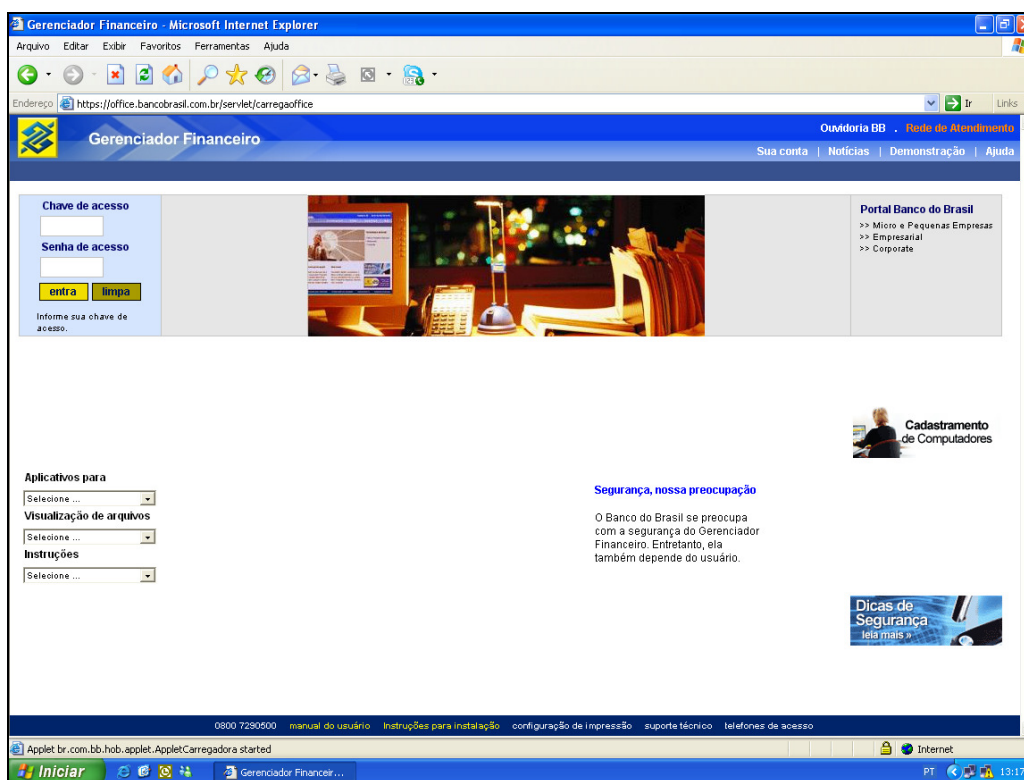 Gerenciador Financeiro - Microsoft Internet Explorer
Arquivo Editar Exibir Favoritos Ferramentas Ajuda
Endereço https://office.bancobrasil.com.br/servlet/carregaoffice Ir Links
Gerenciador Financeiro
Ouvidoria BB . Rede de Atendimento
Sua conta | Notícias | Demonstração | Ajuda
Chave de acesso
Senha de acesso
entra limpa
Informe sua chave de
acesso.
Portal Banco do Brasil
>> Micro e Pequenas Empresas
>> Empresarial
>> Corporate
Cadastramento
de Computadores
Aplicativos para
Selecione ...
Visualização de arquivos
Selecione ...
Instruções
Selecione ...
Segurança, nossa preocupação
O Banco do Brasil se preocupa
com a segurança do Gerenciador
Financeiro. Entretanto, ela
também depende do usuário.
Dicas de
Segurança
leia mais »
0800 7290500 manual do usuário Instruções para instalação configuração de impressão suporte técnico telefones de acesso
Applet br.com.bb.hob.applet.AppletCarregadora started Internet
Iniciar Gerenciador Financeir... PT 13:17